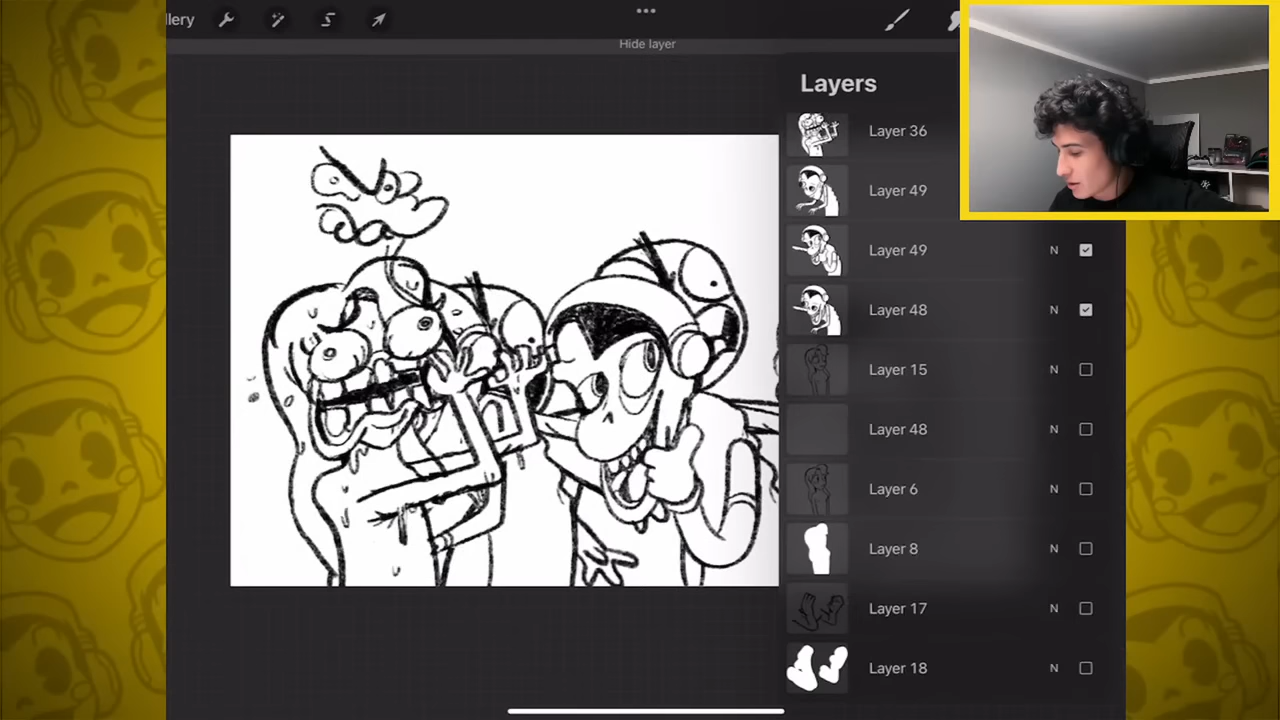 llery
Hide layer
Layers
Layer 36
Layer 49
Layer 49 N
Layer 48 N
Layer 15 N
Layer 48 N
Layer 6 N
Layer 8 N
Layer 17 N
Layer 18 N